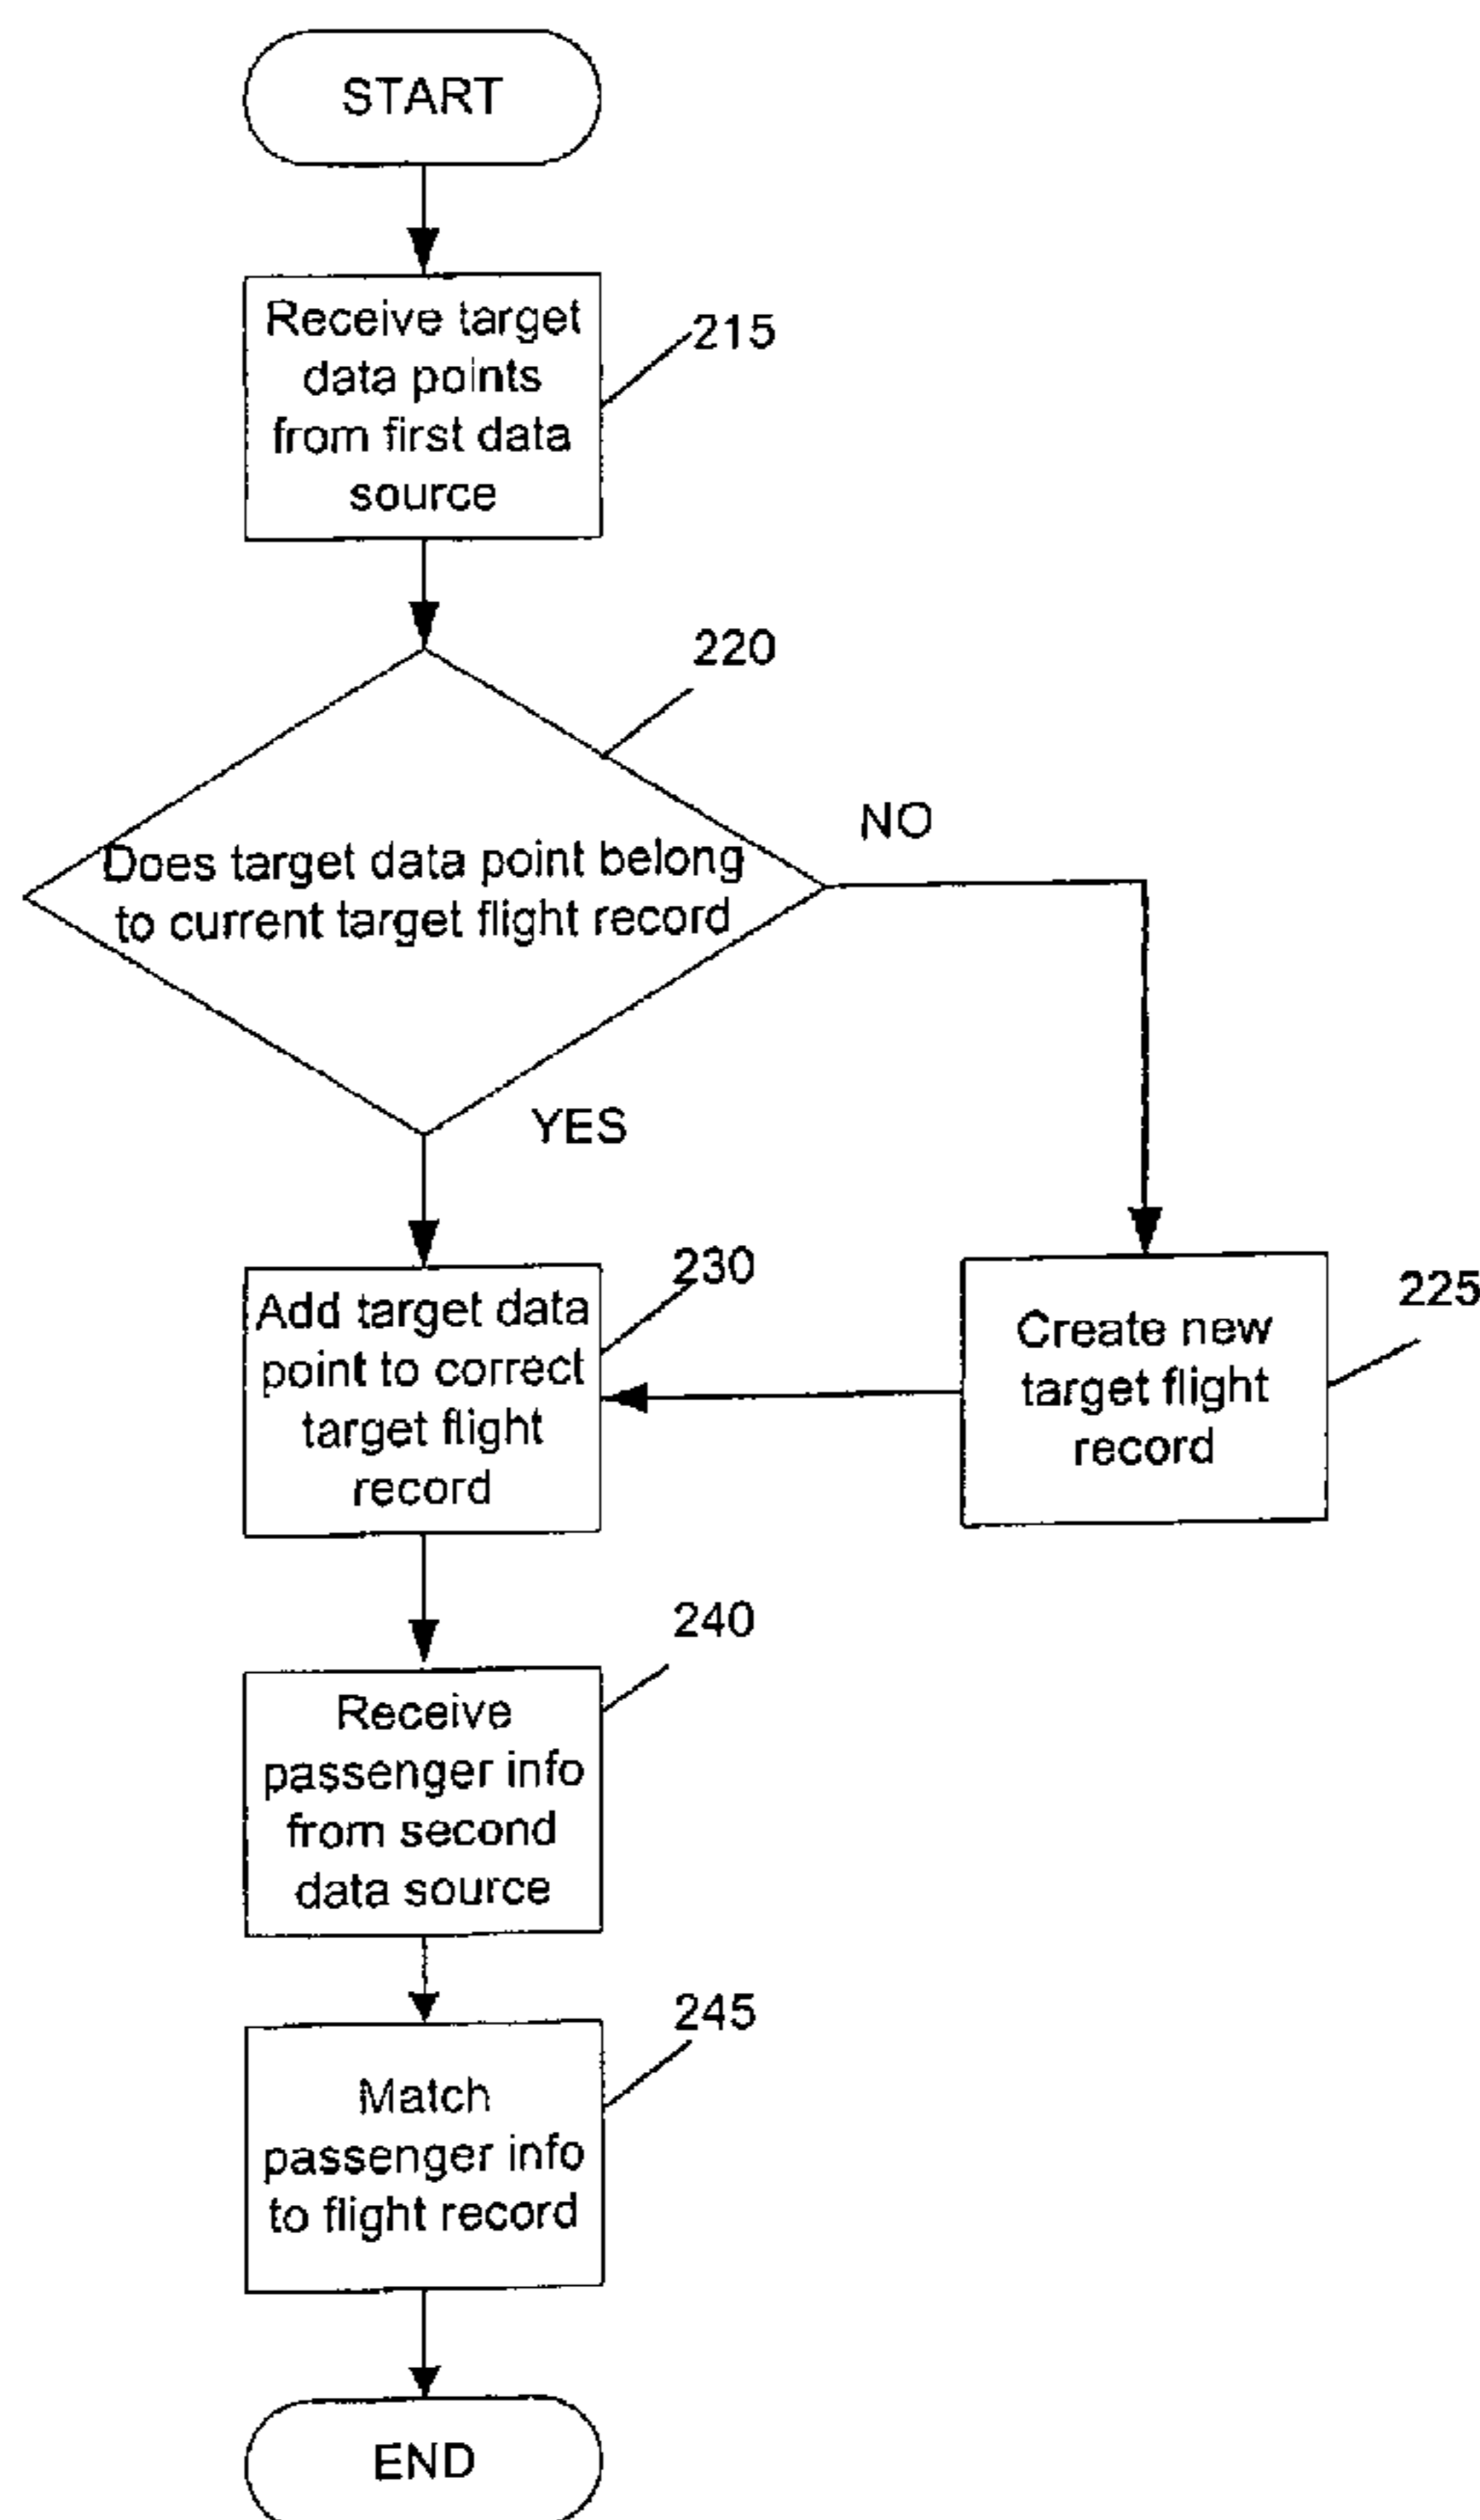 START
Receive target
data points
from first data
source
215
220
Does target data point belong
to current target flight record
NO
YES
Add target data
point to correct
target flight
record
230
Create new
target flight
record
225
Receive
passenger info
from second
data source
240
Match
passenger info
to flight record
245
END